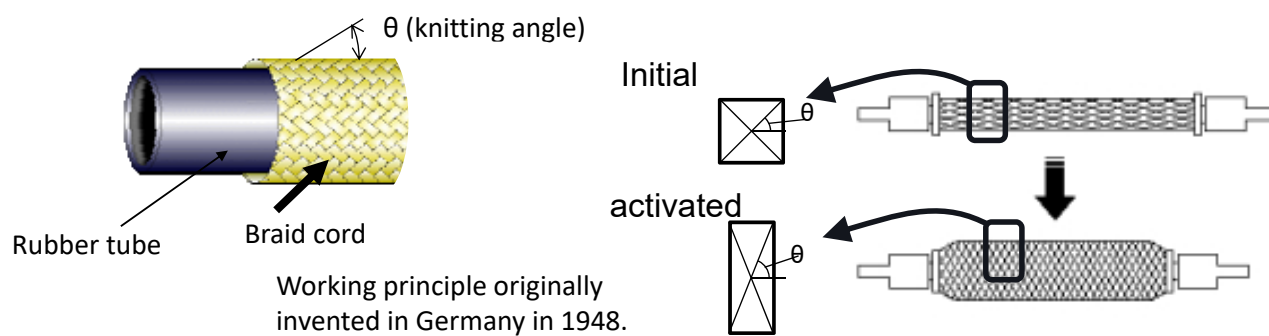 θ (knitting angle)
Rubber tube
Braid cord
Working principle originally
invented in Germany in 1948.
Initial
θ
activated
θ